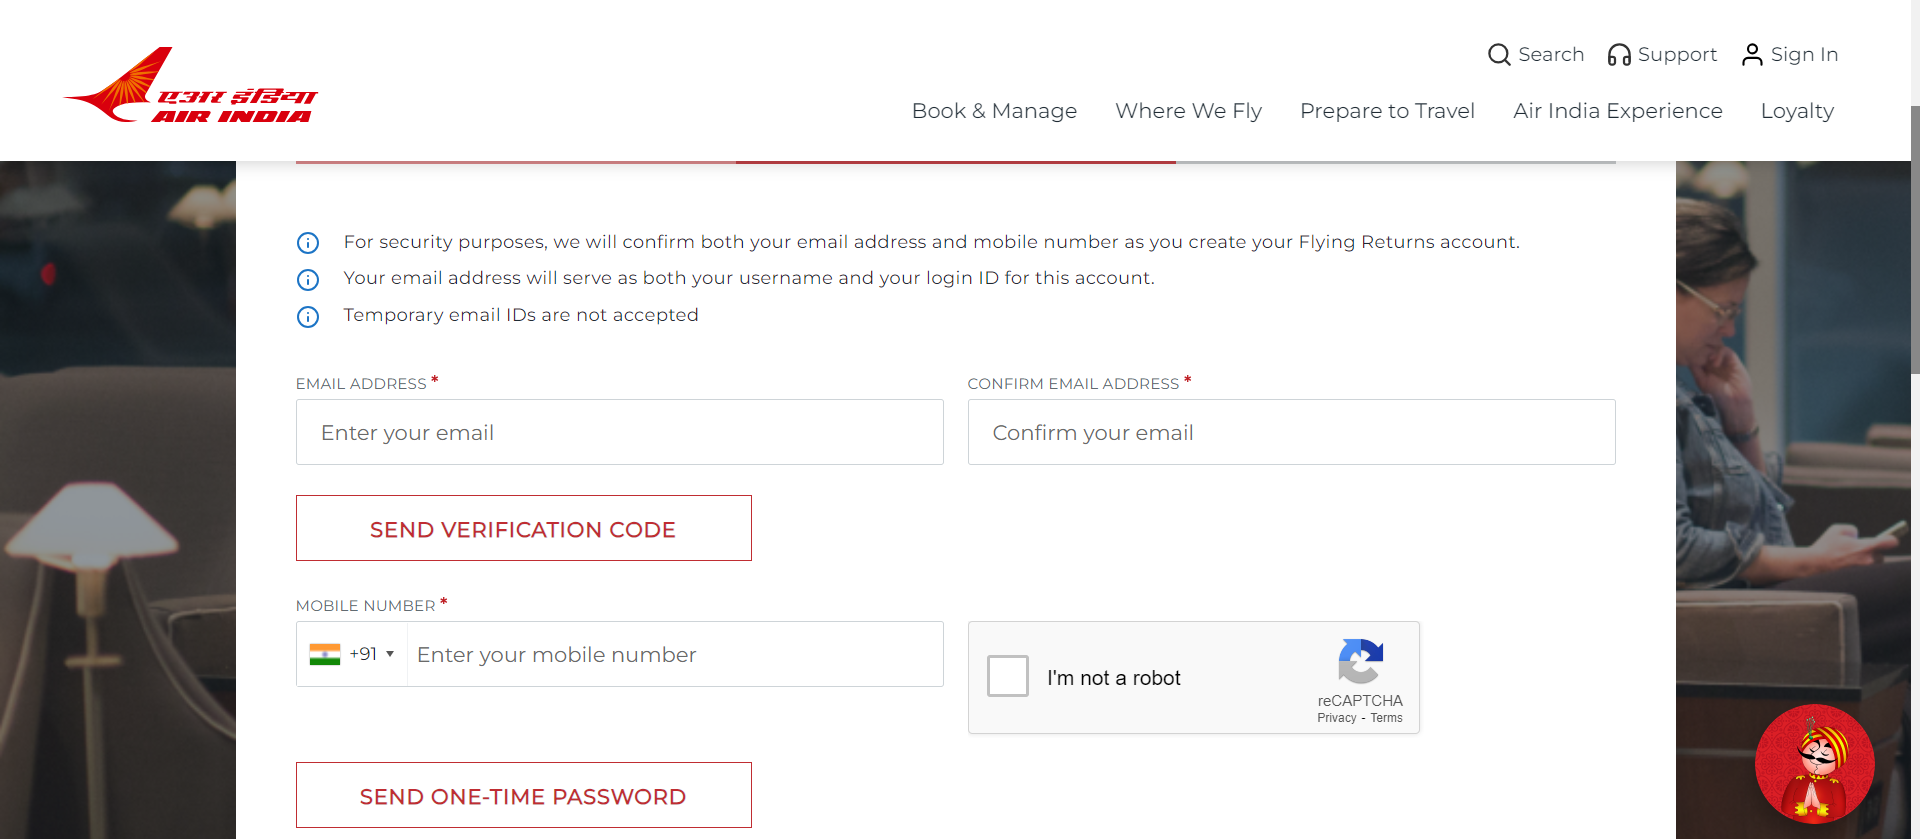 Search
Support
Sign In
एअर इंडिया
AIR INDIA
Book & Manage
Where We Fly
Prepare to Travel
Air India Experience
Loyalty
For security purposes, we will confirm both your email address and mobile number as you create your Flying Returns account.
Your email address will serve as both your username and your login ID for this account.
Temporary email IDs are not accepted
EMAIL ADDRESS *
CONFIRM EMAIL ADDRESS *
Enter your email
Confirm your email
SEND VERIFICATION CODE
MOBILE NUMBER *
+91
Enter your mobile number
I'm not a robot
reCAPTCHA
Privacy - Terms
SEND ONE-TIME PASSWORD